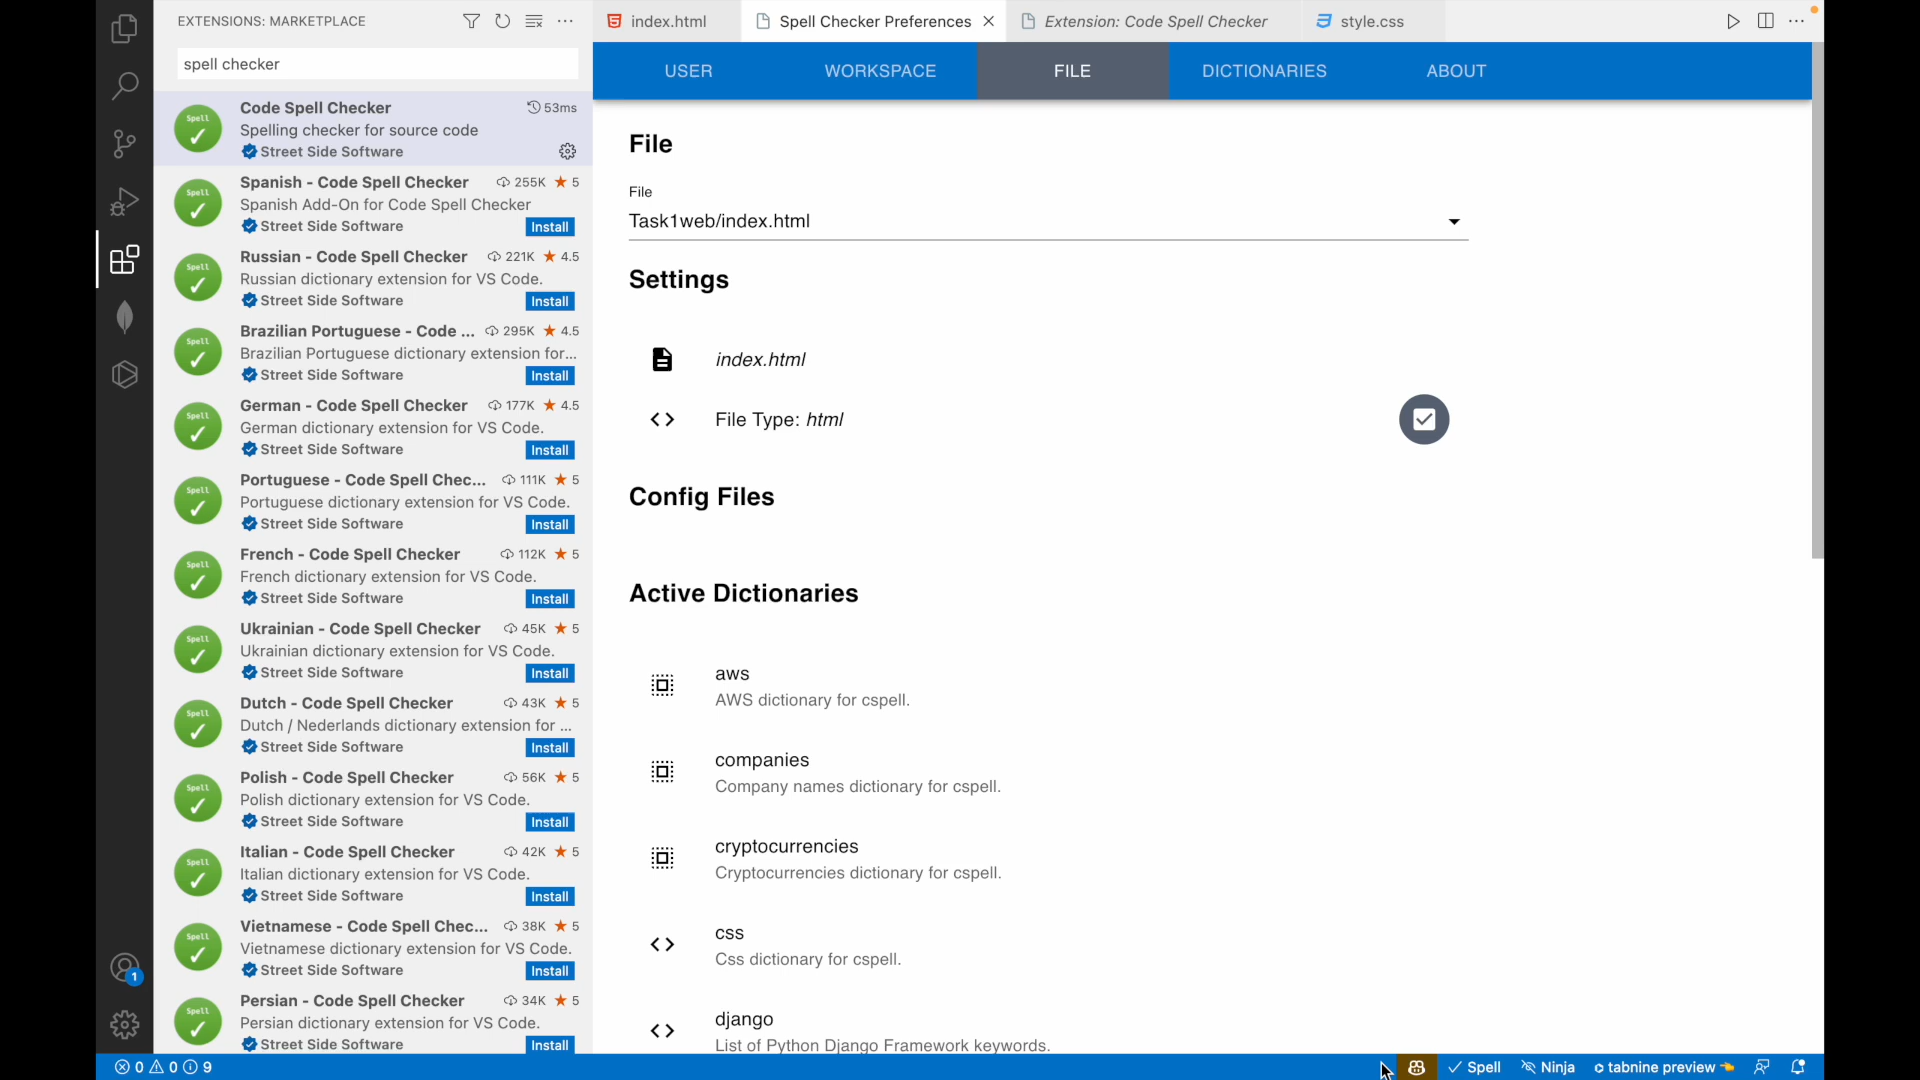 EXTENSIONS: MARKETPLACE
spell checker
Code Spell Checker 53ms
Spelling checker for source code
Street Side Software
Spell
Spanish - Code Spell Checker 255K 5
Spanish Add-On for Code Spell Checker
Street Side Software Install
Spell
Russian - Code Spell Checker 221K 4.5
Russian dictionary extension for VS Code.
Street Side Software Install
Spell
Brazilian Portuguese - Code ... 295K 4.5
Brazilian Portuguese dictionary extension for...
Street Side Software Install
Spell
German - Code Spell Checker 177K 4.5
German dictionary extension for VS Code.
Street Side Software Install
Spell
Portuguese - Code Spell Chec... 111K 5
Portuguese dictionary extension for VS Code.
Street Side Software Install
Spell
French - Code Spell Checker 112K 5
French dictionary extension for VS Code.
Street Side Software Install
Spell
Ukrainian - Code Spell Checker 45K 5
Ukrainian dictionary extension for VS Code.
Street Side Software Install
Spell
Dutch - Code Spell Checker 43K 5
Dutch / Nederlands dictionary extension for ...
Street Side Software Install
Spell
Polish - Code Spell Checker 56K 5
Polish dictionary extension for VS Code.
Street Side Software Install
Spell
Italian - Code Spell Checker 42K 5
Italian dictionary extension for VS Code.
Street Side Software Install
Spell
Vietnamese - Code Spell Chec... 38K 5
Vietnamese dictionary extension for VS Code.
Street Side Software Install
Spell
Persian - Code Spell Checker 34K 5
Persian dictionary extension for VS Code.
Street Side Software Install
Spell
1
index.html Spell Checker Preferences Extension: Code Spell Checker style.css
USER WORKSPACE FILE DICTIONARIES ABOUT
File
File
Task1web/index.html
Settings
index.html
File Type: html
Config Files
Active Dictionaries
aws
AWS dictionary for cspell.
companies
Company names dictionary for cspell.
cryptocurrencies
Cryptocurrencies dictionary for cspell.
css
Css dictionary for cspell.
django
List of Python Django Framework keywords.
0 0 9 Spell Ninja tabnine preview